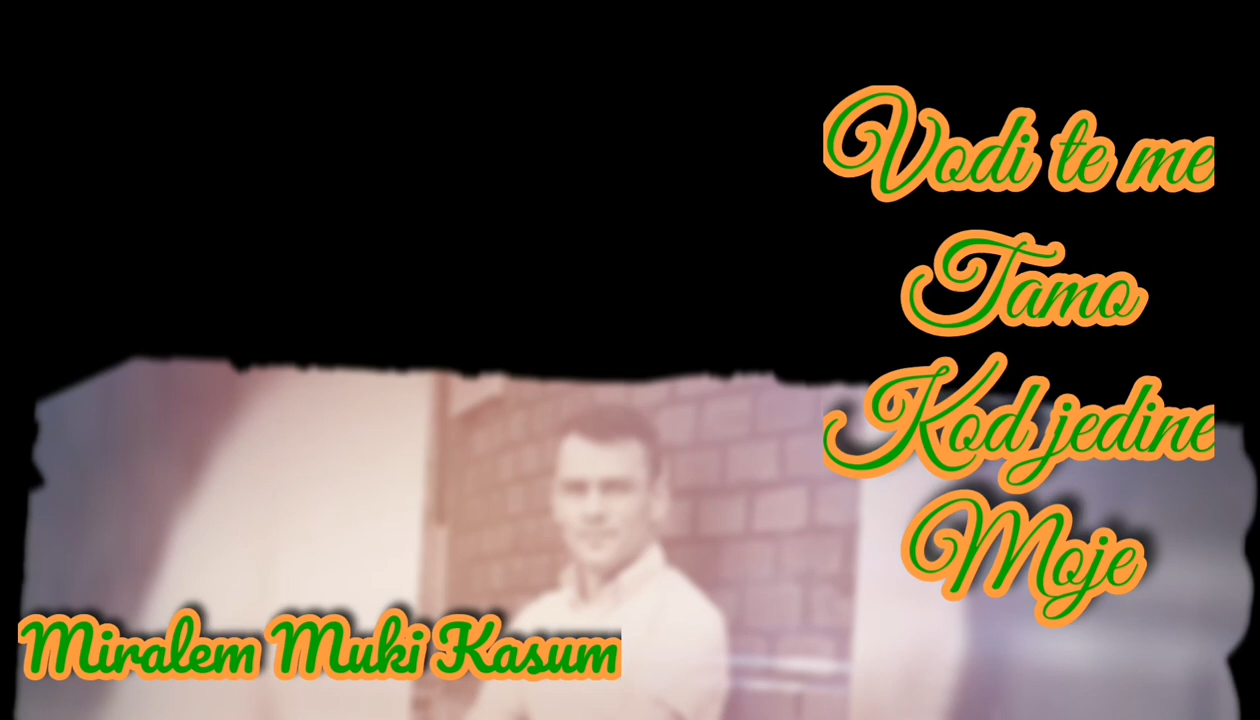 Vodi te me
Tamo
Kod jedine
Moje
Miralem Muki Kasum